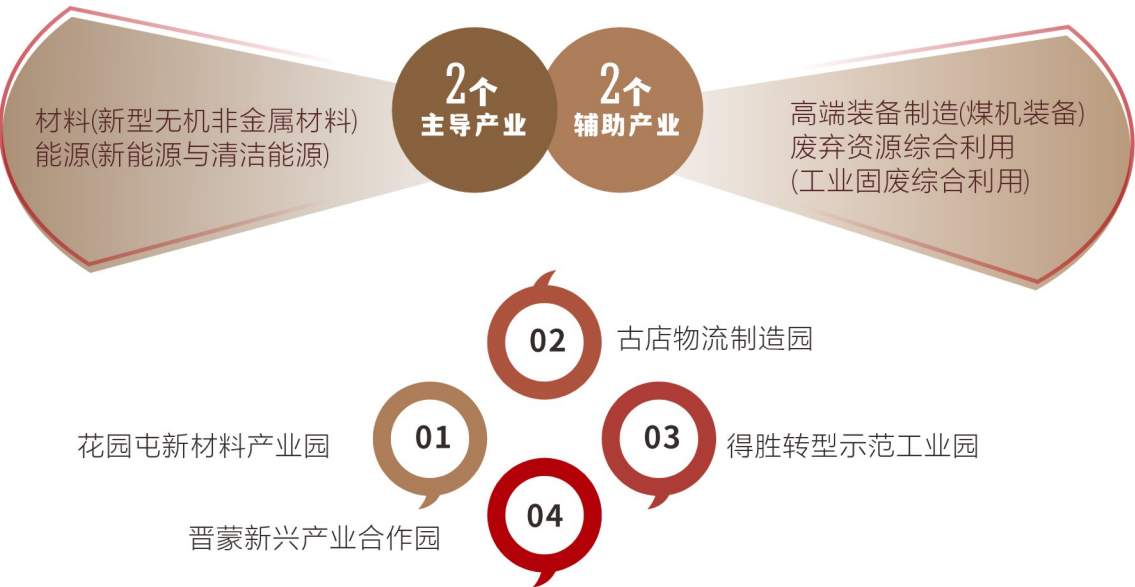 材料(新型无机非金属材料)
能源(新能源与清洁能源)
2个
主导产业
2个
辅助产业
高端装备制造(煤机装备)
废弃资源综合利用
(工业固废综合利用)
02
古店物流制造园
花园屯新材料产业园
01
03
得胜转型示范工业园
04
晋蒙新兴产业合作园